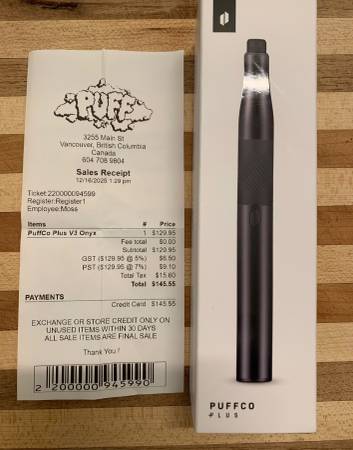 PUFF
3255 Main St
Vancouver, British Columbia
Canada
604 708 9804
Sales Receipt
12/16/2025 1:29 pm
Ticket:220000094599
Register:Register1
Employee:Moss
Items # Price
PuffCo Plus V3 Onyx 1 $129.95
Fee total $0.00
Subtotal $129.95
GST ($129.95 @ 5%) $6.50
PST ($129.95 @ 7%) $9.10
Total Tax $15.60
Total $145.55
PAYMENTS
Credit Card $145.55
EXCHANGE OR STORE CREDIT ONLY ON
UNUSED ITEMS WITHIN 30 DAYS
ALL SALE ITEMS ARE FINAL SALE
Thank You !
2 200000 945990
PUFFCO
PLUS